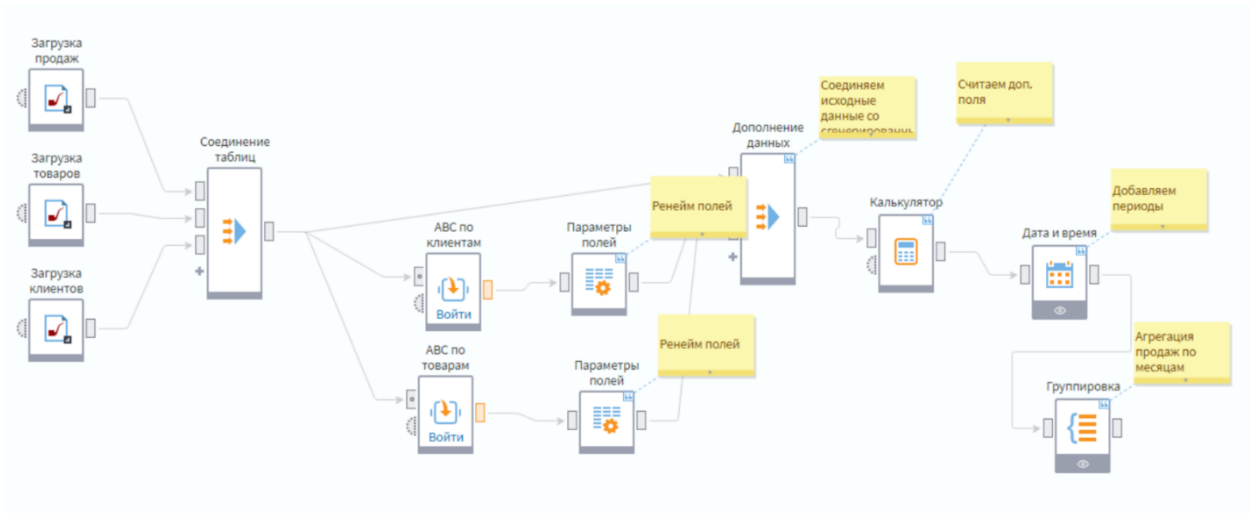 Загрузка
продаж
Загрузка
товаров
Загрузка
клиентов
Соединение
таблиц
ABC по
клиентам
Войти
ABC по
товарам
Войти
Параметры
полей
Ренейм полей
Параметры
полей
Ренейм полей
Дополнение
данных
Соединяем
исходные
данные со
Калькулятор
Считаем доп.
поля
Дата и время
Добавляем
периоды
Группировка
Агрегация
продаж по
месяцам